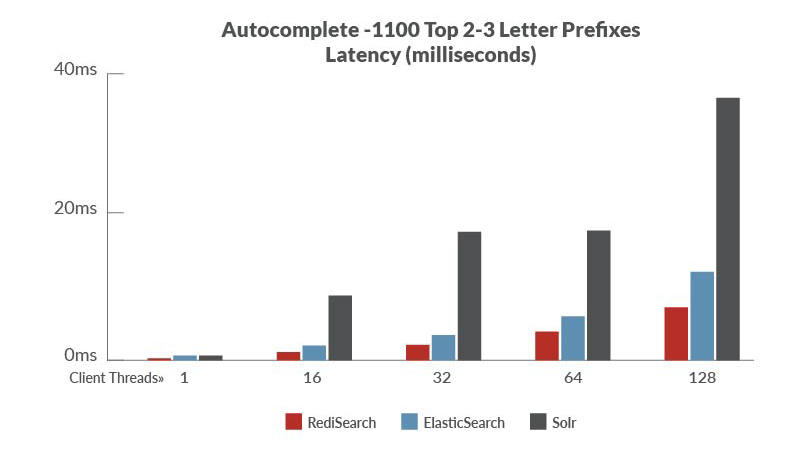 Autocomplete -1100 Top 2-3 Letter Prefixes
Latency (milliseconds)
40ms
20ms
0ms
Client Threads» 1 16 32 64 128
RediSearch ElasticSearch Solr